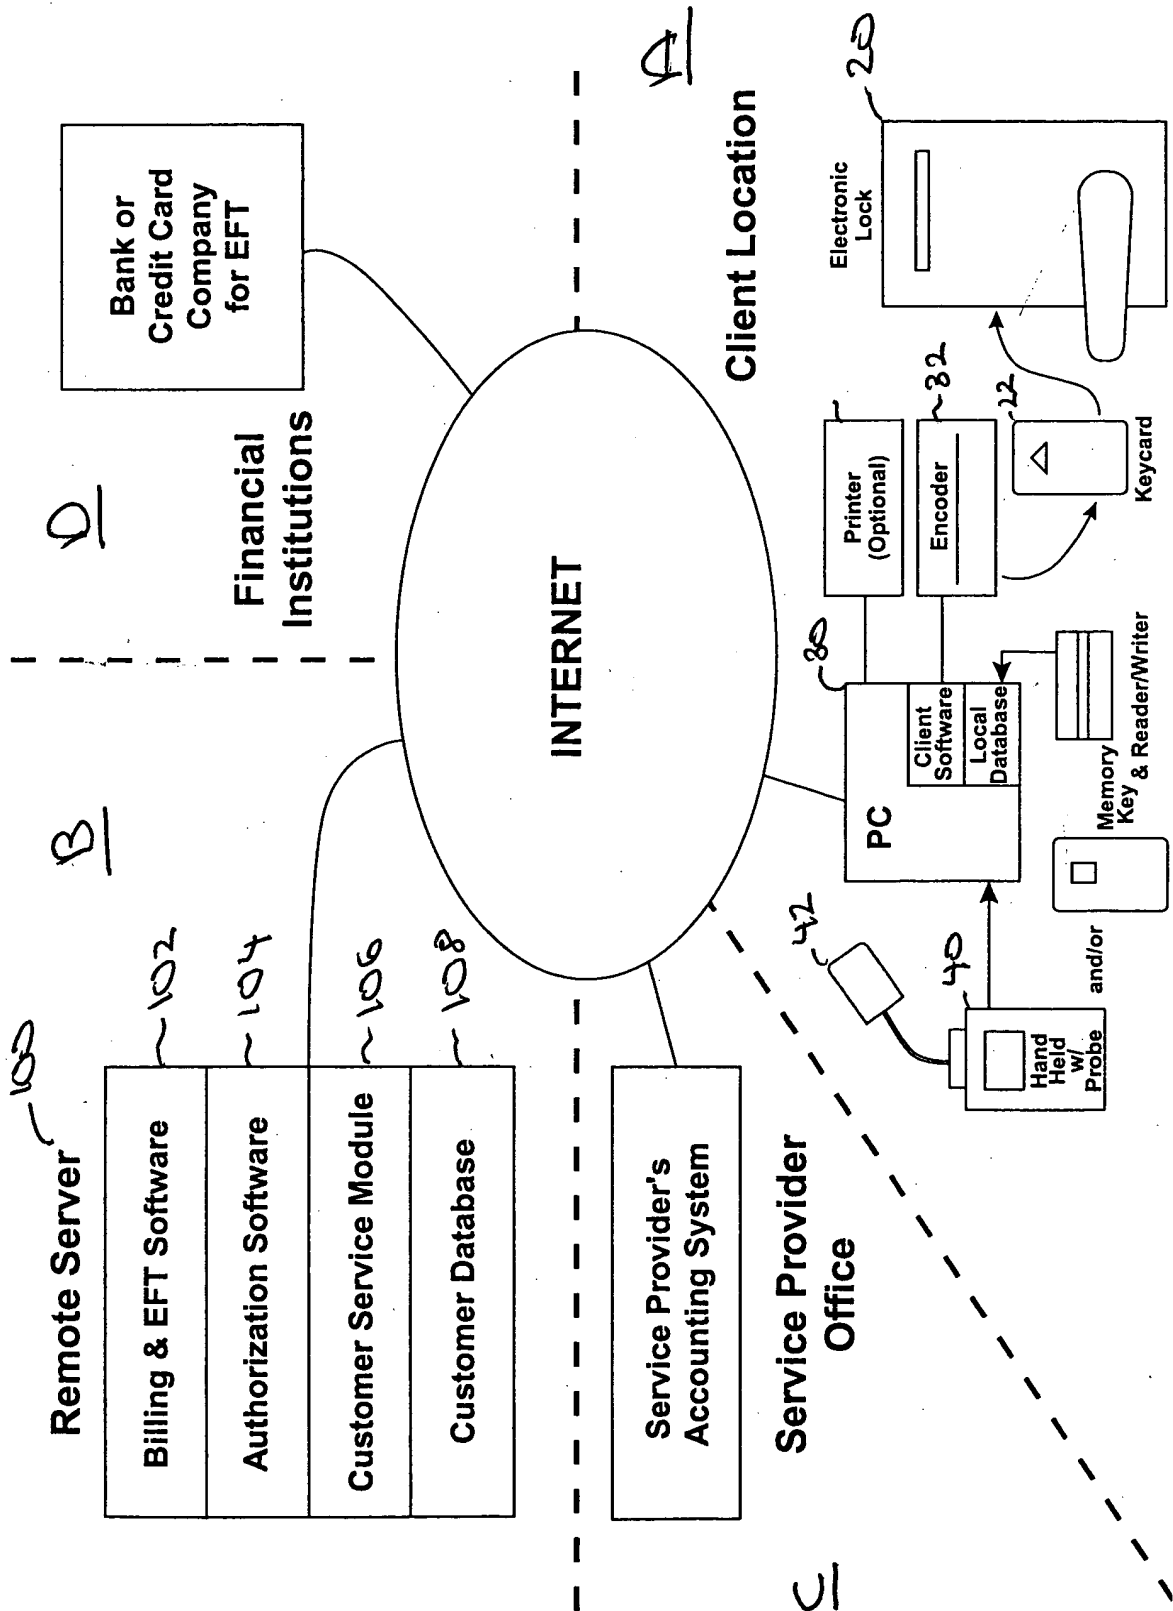 Remote Server
100
Billing & EFT Software
102
Authorization Software
104
Customer Service Module
106
Customer Database
108
B
D
Financial
Institutions
Bank or
Credit Card
Company
for EFT
INTERNET
C
Service Provider's
Accounting System
Service Provider
Office
A
Client Location
Hand
Held
w/
Probe
40
42
and/or
Memory
Key
& Reader/Writer
PC
30
Client
Software
Local
Database
Printer
(Optional)
Encoder
32
22
Keycard
Electronic
Lock
20